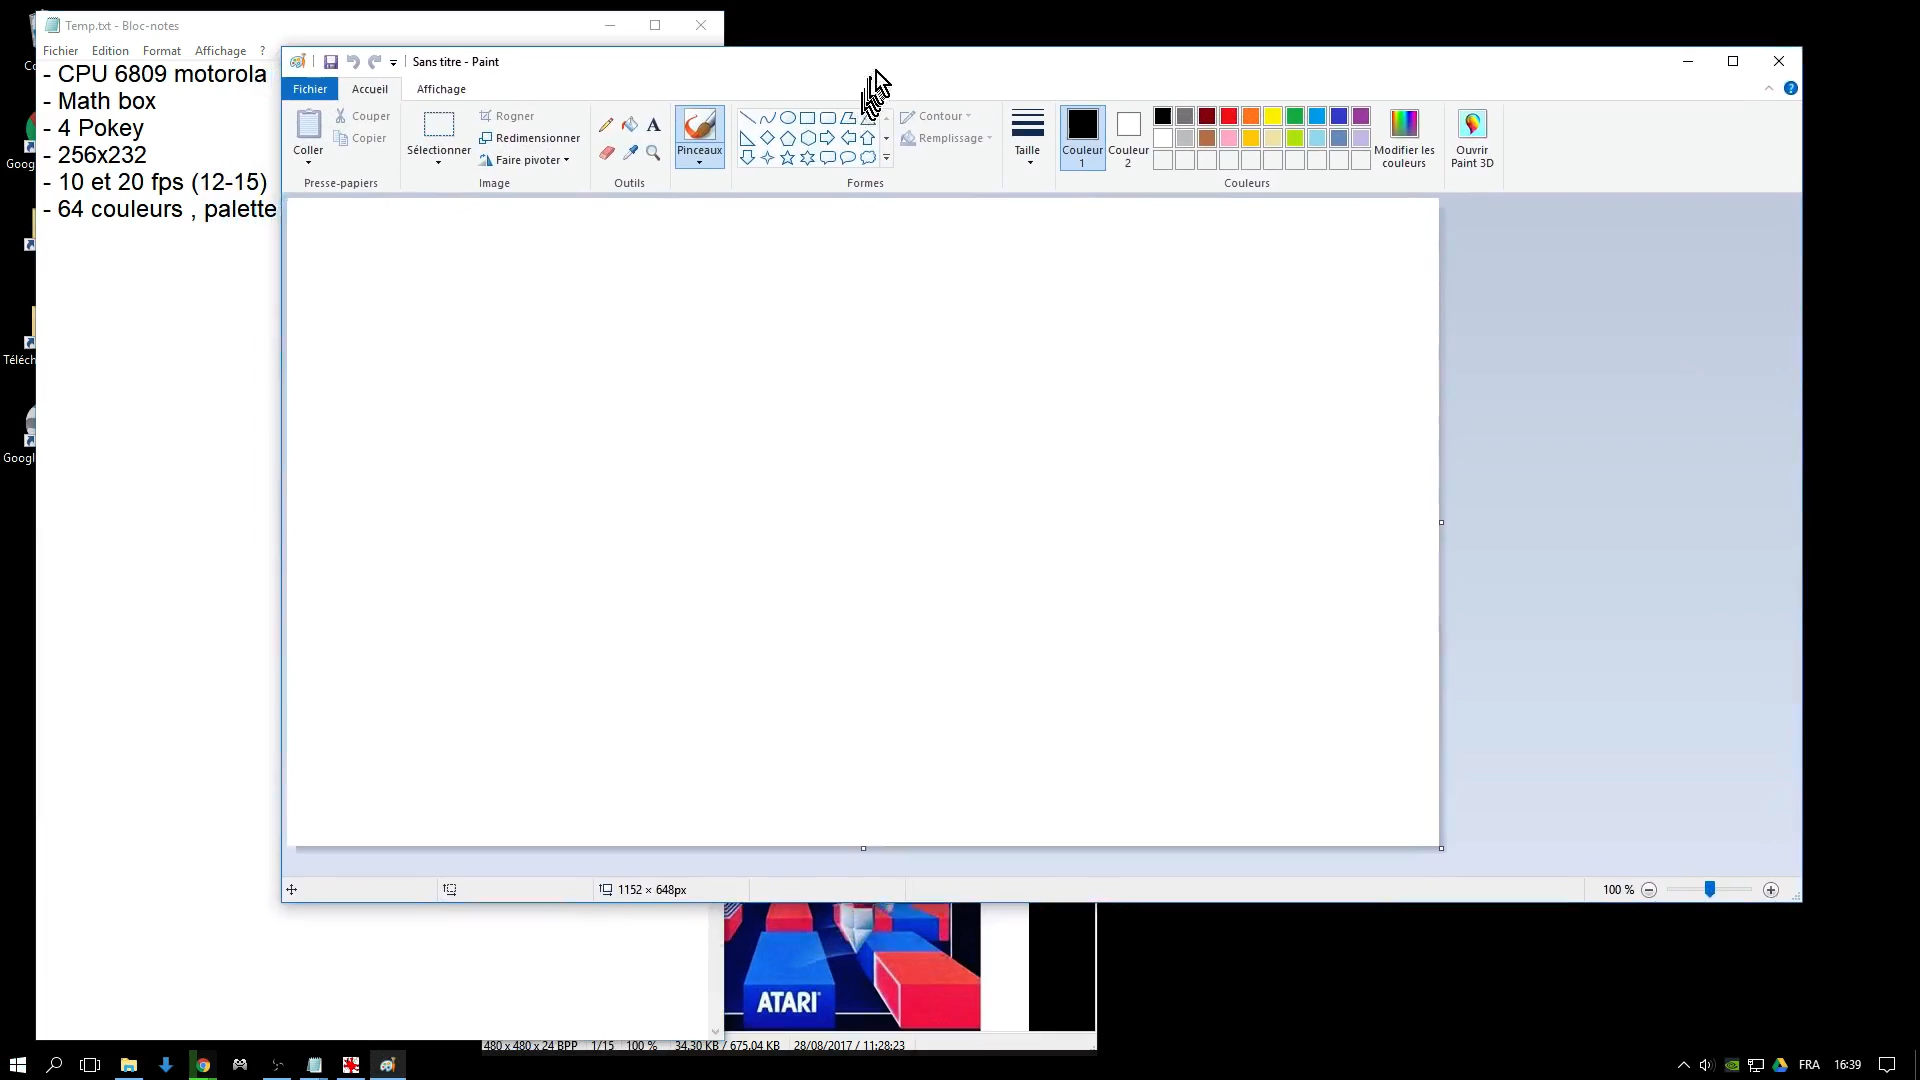 Temp.txt - Bloc-notes
Fichier Edition Format Affichage ?
- CPU 6809 motorola
- Math box
- 4 Pokey
- 256x232
- 10 et 20 fps (12-15)
- 64 couleurs , palette
Sans titre - Paint
Fichier Accueil Affichage
Coller
Couper
Copier
Presse-papiers
Sélectionner
Rogner
Redimensionner
Faire pivoter
Image
Outils
Pinceaux
Formes
Contour
Remplissage
Taille
Couleur 1
Couleur 2
Couleurs
Modifier les couleurs
Ouvrir Paint 3D
1152 × 648px
100 %
ATARI
480 x 480 x 24 BPP 1/15 100 % 34.30 KB / 675.04 KB 28/08/2017 / 11:28:23
FRA 16:39